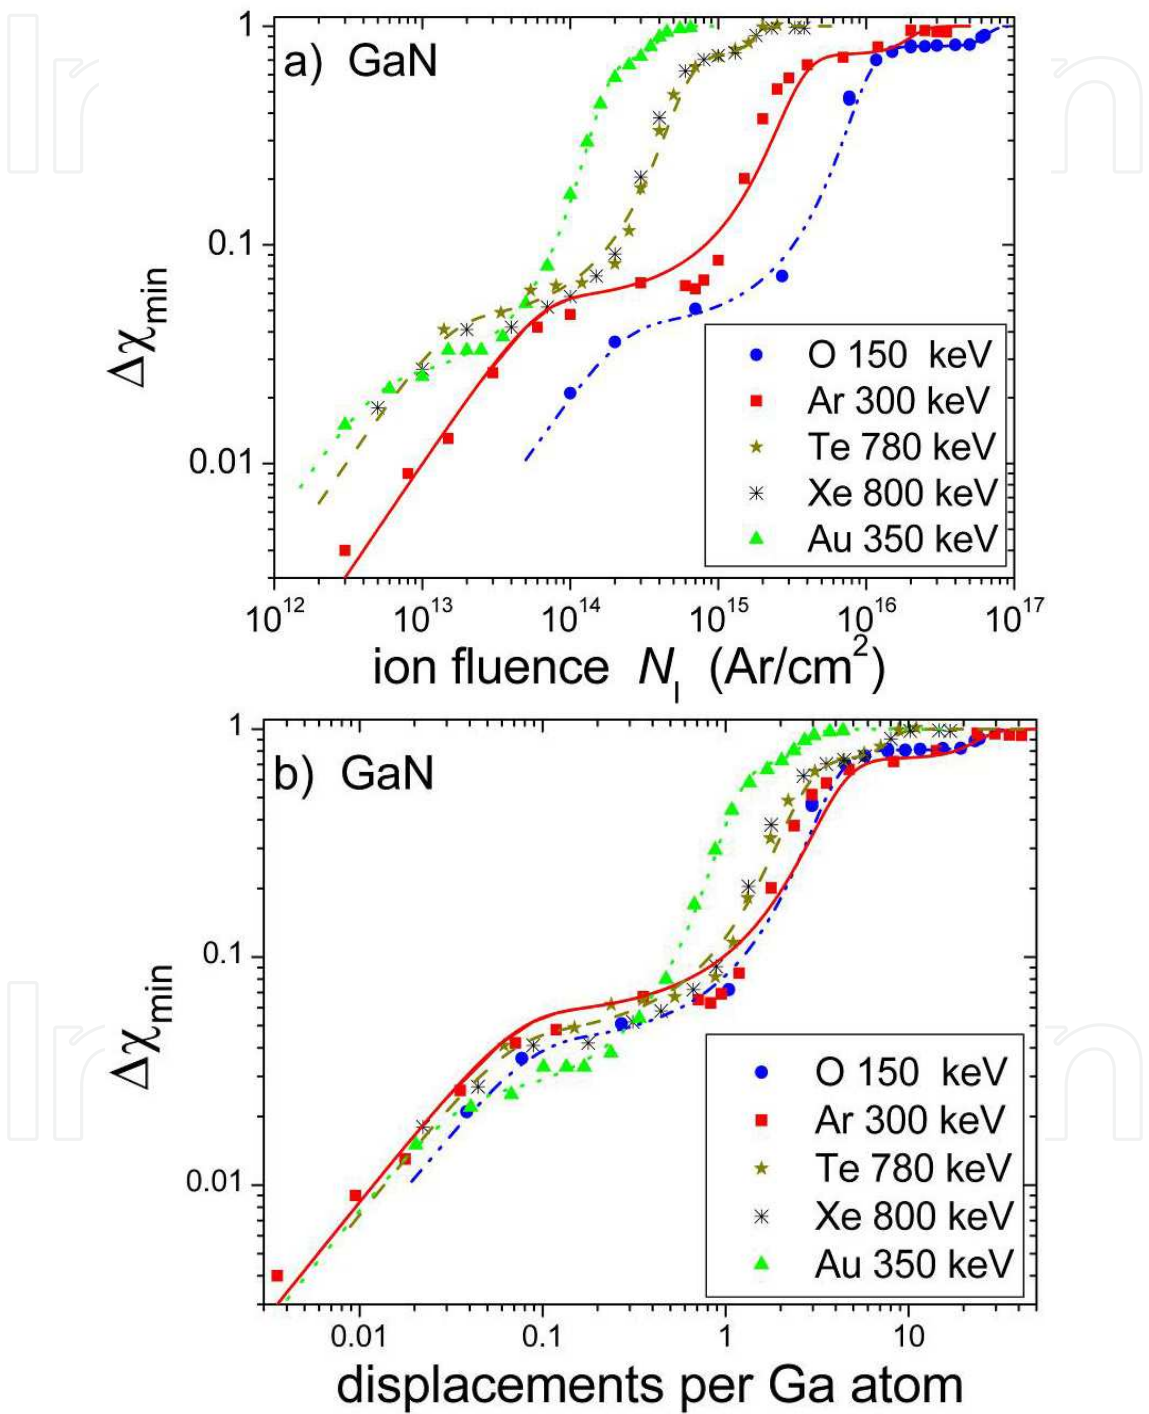 1
a) GaN
0.1
Δχmin
0.01
O 150 keV
Ar 300 keV
Te 780 keV
Xe 800 keV
Au 350 keV
10^12 10^13 10^14 10^15 10^16 10^17
ion fluence N_I (Ar/cm²)
1
b) GaN
0.1
Δχmin
0.01
O 150 keV
Ar 300 keV
Te 780 keV
Xe 800 keV
Au 350 keV
0.01 0.1 1 10
displacements per Ga atom